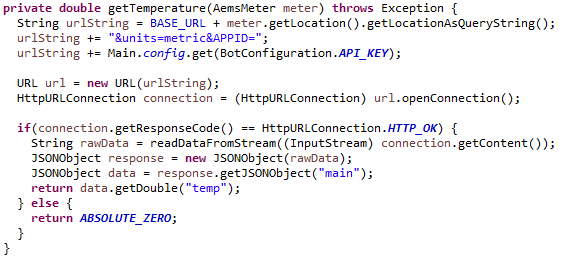 private double getTemperature(AemsMeter meter) throws Exception {
  String urlString = BASE_URL + meter.getLocation().getLocationAsQueryString();
  urlString += "&units=metric&APPID=";
  urlString += Main.config.get(BotConfiguration.API_KEY);

  URL url = new URL(urlString);
  HttpURLConnection connection = (HttpURLConnection) url.openConnection();

  if(connection.getResponseCode() == HttpURLConnection.HTTP_OK) {
    String rawData = readDataFromStream((InputStream) connection.getContent());
    JSONObject response = new JSONObject(rawData);
    JSONObject data = response.getJSONObject("main");
    return data.getDouble("temp");
  } else {
    return ABSOLUTE_ZERO;
  }
}